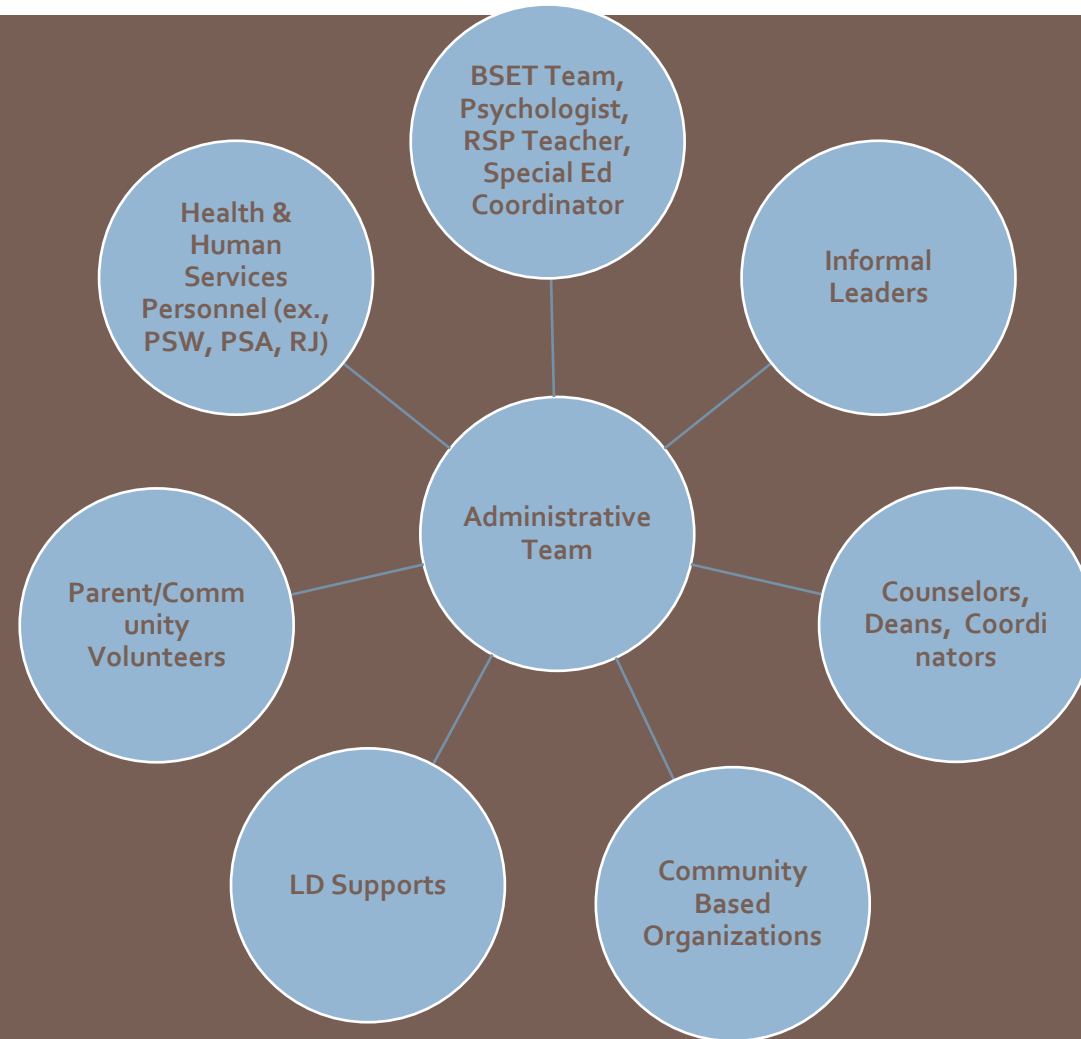 BSET Team,
Psychologist,
RSP Teacher,
Special Ed
Coordinator
Health &
Human
Services
Personnel (ex.,
PSW, PSA, RJ)
Informal
Leaders
Administrative
Team
Parent/Comm
unity
Volunteers
Counselors,
Deans, Coordi
nators
LD Supports
Community
Based
Organizations